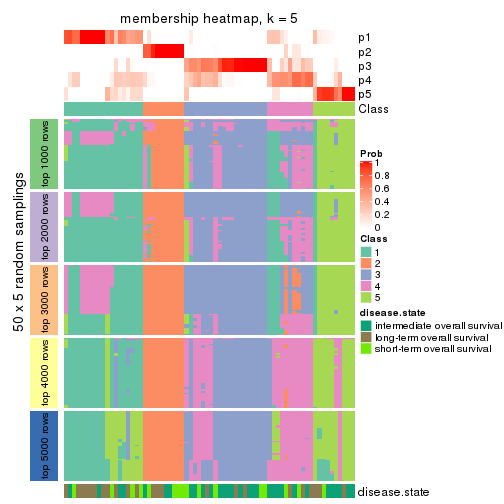 membership heatmap, k = 5
p1
p2
p3
p4
p5
Class
50 x 5 random samplings
top 1000 rows
top 2000 rows
top 3000 rows
top 4000 rows
top 5000 rows
Prob
1
0.8
0.6
0.4
0.2
0
Class
1
2
3
4
5
disease.state
intermediate overall survival
long-term overall survival
short-term overall survival
disease.state